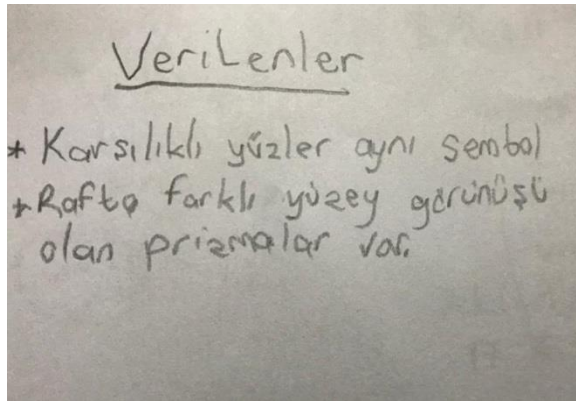 Verilenler
* Karsılıklı yüzler aynı sembol
* Rafta farklı yüzey görünüşü
olan prizmalar var.